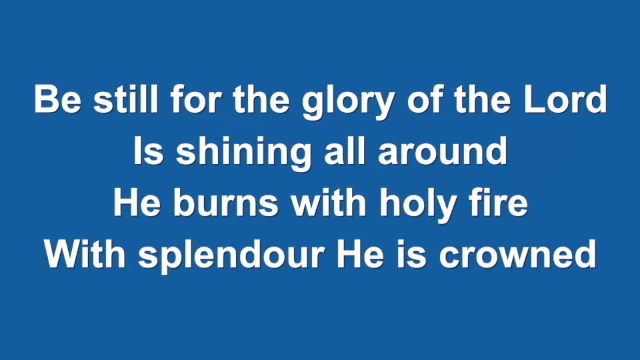 Be still for the glory of the Lord
Is shining all around
He burns with holy fire
With splendour He is crowned